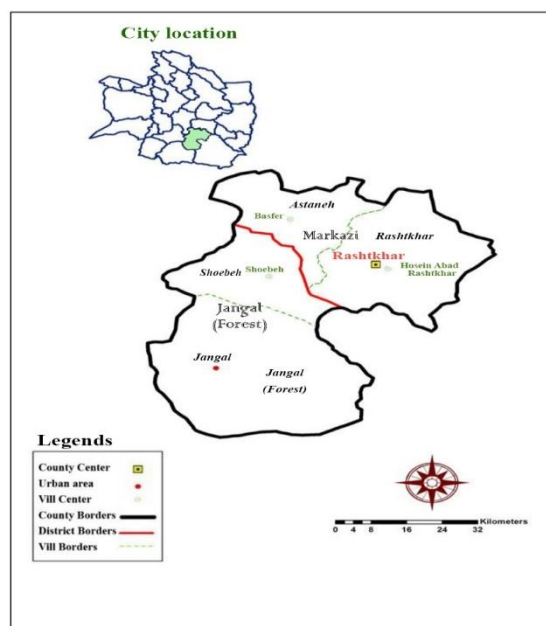 City location
Astaneh
Basfer
Markazi
Rashtkhar
Rashtkhar
Hosein Abad
Rashtkhar
Shoebeh
Shoebeh
Jangal
(Forest)
Jangal
Jangal
(Forest)
Legends
County Center
Urban area
Vill Center
County Borders
District Borders
Vill Borders
Kilometers
0 4 8 16 24 32